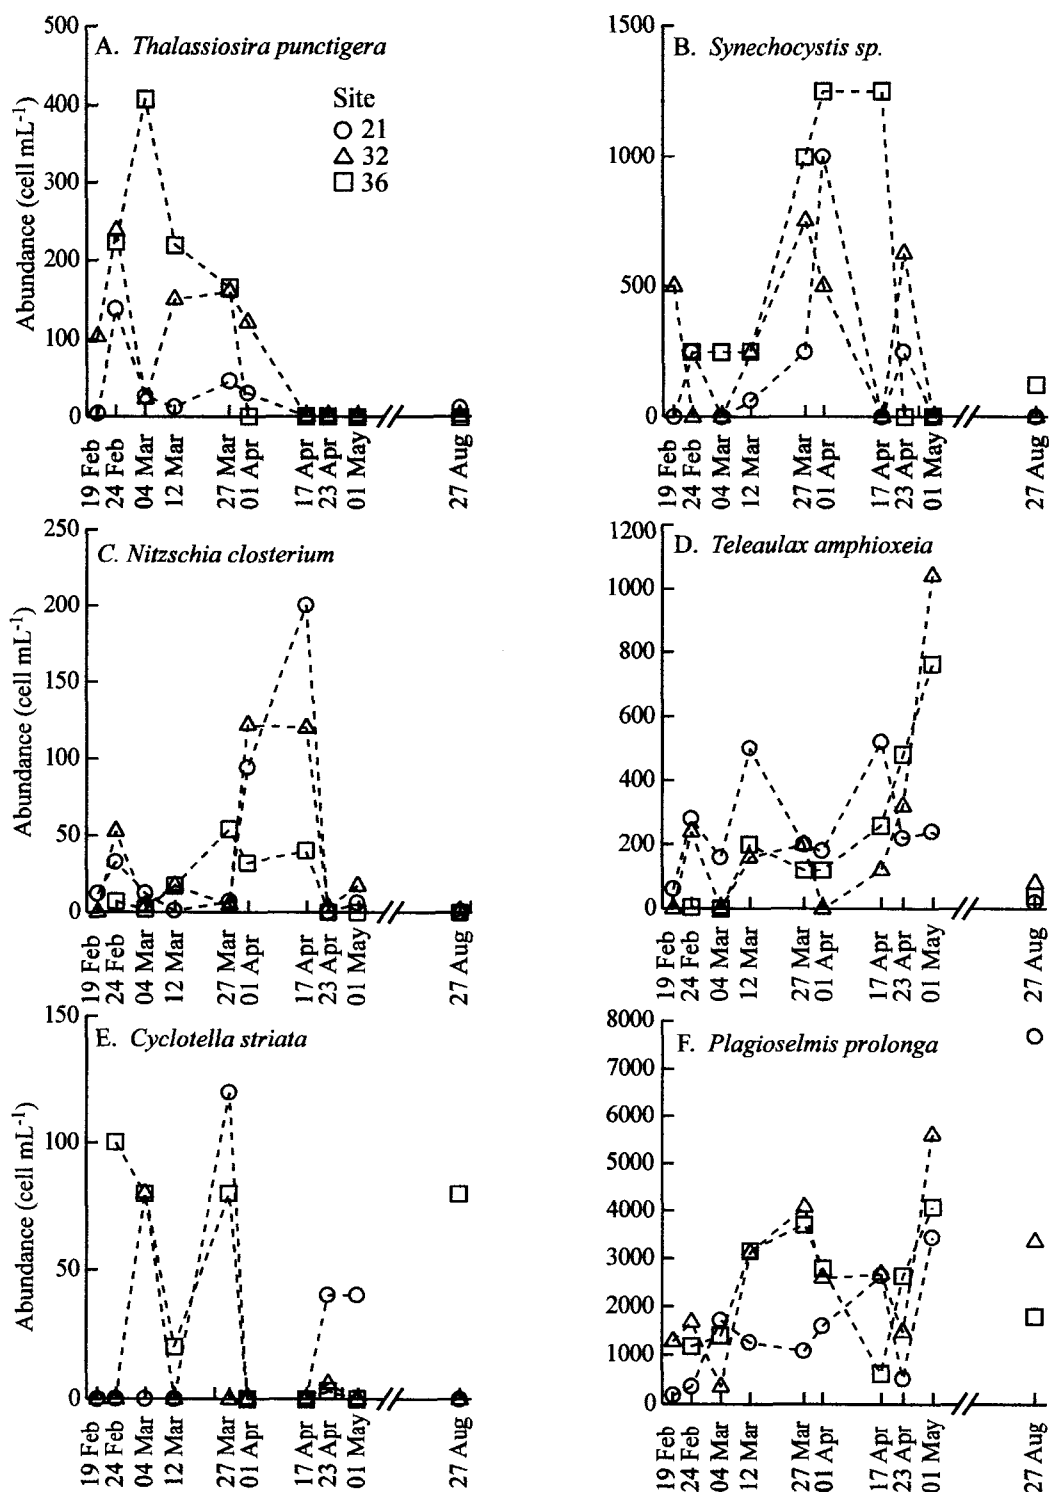 A. Thalassiosira punctigera
Abundance (cell mL-1)
500
400
300
200
100
0
Site
21
32
36
19 Feb
24 Feb
04 Mar
12 Mar
27 Mar
01 Apr
17 Apr
23 Apr
01 May
27 Aug
B. Synechocystis sp.
1500
1000
500
0
19 Feb
24 Feb
04 Mar
12 Mar
27 Mar
01 Apr
17 Apr
23 Apr
01 May
27 Aug
C. Nitzschia closterium
Abundance (cell mL-1)
250
200
150
100
50
0
19 Feb
24 Feb
04 Mar
12 Mar
27 Mar
01 Apr
17 Apr
23 Apr
01 May
27 Aug
D. Teleaulax amphioxeia
1200
1000
800
600
400
200
0
19 Feb
24 Feb
04 Mar
12 Mar
27 Mar
01 Apr
17 Apr
23 Apr
01 May
27 Aug
E. Cyclotella striata
Abundance (cell mL-1)
150
100
50
0
19 Feb
24 Feb
04 Mar
12 Mar
27 Mar
01 Apr
17 Apr
23 Apr
01 May
27 Aug
F. Plagioselmis prolonga
8000
7000
6000
5000
4000
3000
2000
1000
0
19 Feb
24 Feb
04 Mar
12 Mar
27 Mar
01 Apr
17 Apr
23 Apr
01 May
27 Aug